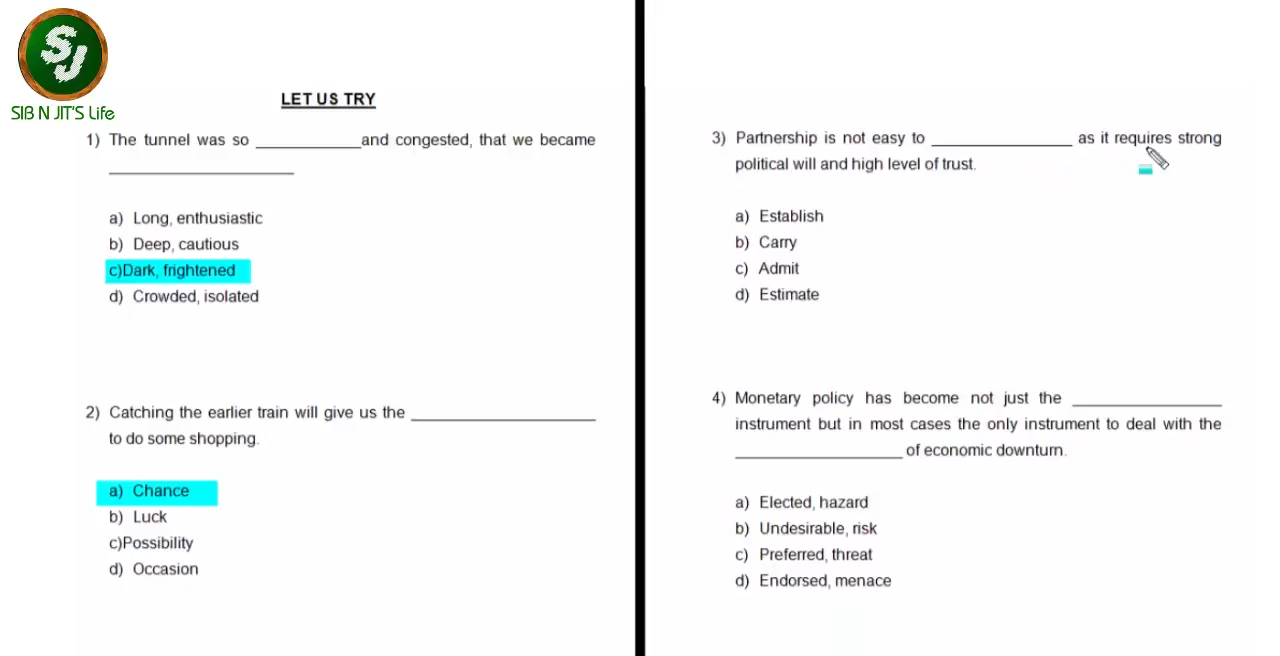 SJ
SIB N JIT'S Life
LET US TRY
1) The tunnel was so ____________and congested, that we became
_____________________
a) Long, enthusiastic
b) Deep, cautious
c)Dark, frightened
d) Crowded, isolated
2) Catching the earlier train will give us the _____________________
to do some shopping.
a) Chance
b) Luck
c)Possibility
d) Occasion
3) Partnership is not easy to ________________ as it requires strong
political will and high level of trust.
a) Establish
b) Carry
c) Admit
d) Estimate
4) Monetary policy has become not just the _________________
instrument but in most cases the only instrument to deal with the
___________________ of economic downturn.
a) Elected, hazard
b) Undesirable, risk
c) Preferred, threat
d) Endorsed, menace